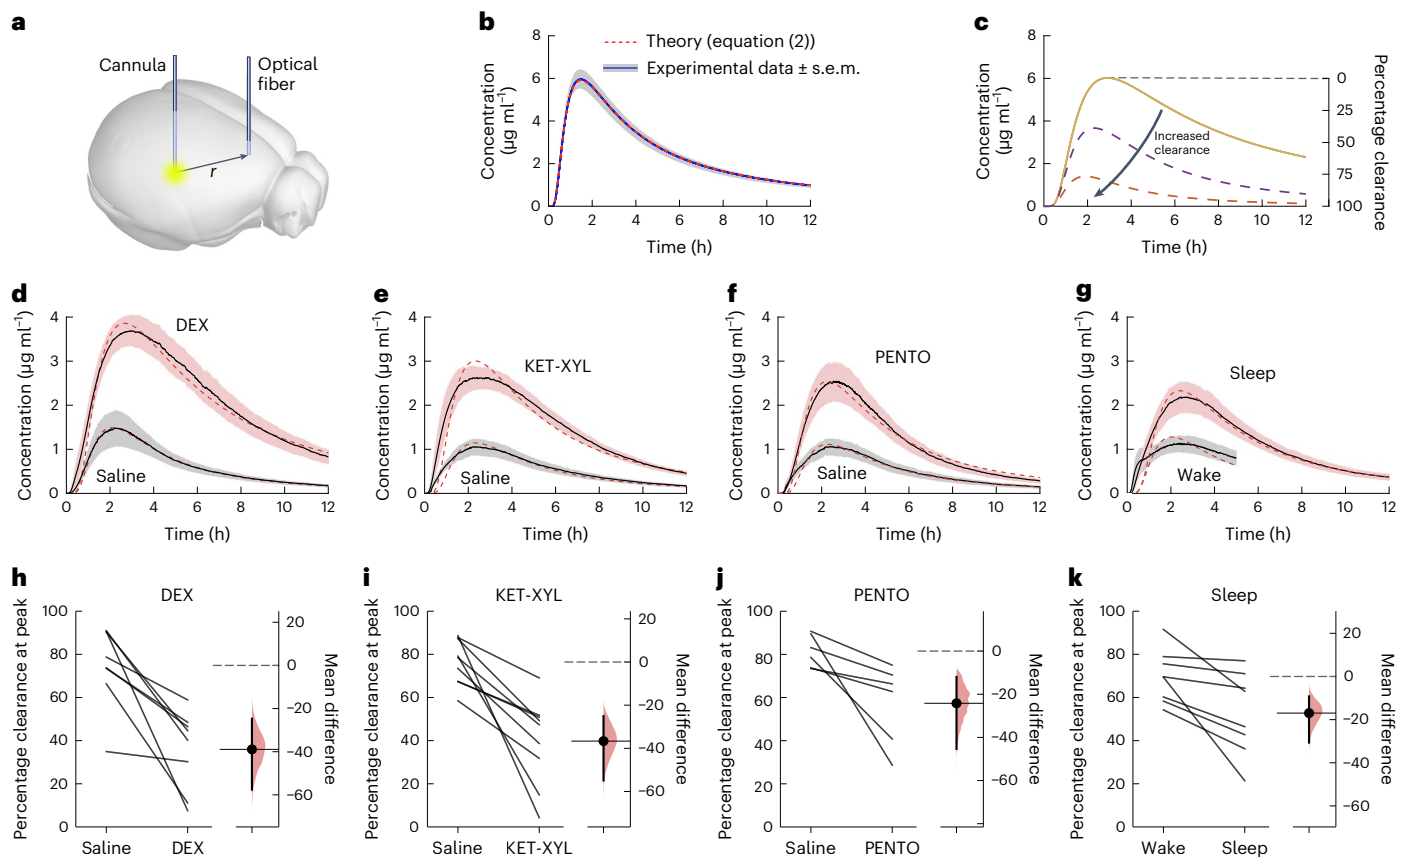 a
Cannula
Optical
fiber
r
b
Concentration
(µg ml⁻¹)
8
6
4
2
0
Theory (equation (2))
Experimental data ± s.e.m.
0 2 4 6 8 10 12
Time (h)
c
Concentration
(µg ml⁻¹)
8
6
4
2
0
Increased
clearance
0
25
50
75
100
Percentage clearance
0 2 4 6 8 10 12
Time (h)
d
Concentration (µg ml⁻¹)
4
3
2
1
0
DEX
Saline
0 2 4 6 8 10 12
Time (h)
e
Concentration (µg ml⁻¹)
4
3
2
1
0
KET-XYL
Saline
0 2 4 6 8 10 12
Time (h)
f
Concentration (µg ml⁻¹)
4
3
2
1
0
PENTO
Saline
0 2 4 6 8 10 12
Time (h)
g
Concentration (µg ml⁻¹)
4
3
2
1
0
Sleep
Wake
0 2 4 6 8 10 12
Time (h)
h
DEX
Percentage clearance at peak
100
80
60
40
20
0
Saline DEX
20
0
−20
−40
−60
Mean difference
i
KET-XYL
Percentage clearance at peak
100
80
60
40
20
0
Saline KET-XYL
20
0
−20
−40
−60
Mean difference
j
PENTO
Percentage clearance at peak
100
80
60
40
20
0
Saline PENTO
0
−20
−40
−60
Mean difference
k
Sleep
Percentage clearance at peak
100
80
60
40
20
0
Wake Sleep
20
0
−20
−40
−60
Mean difference